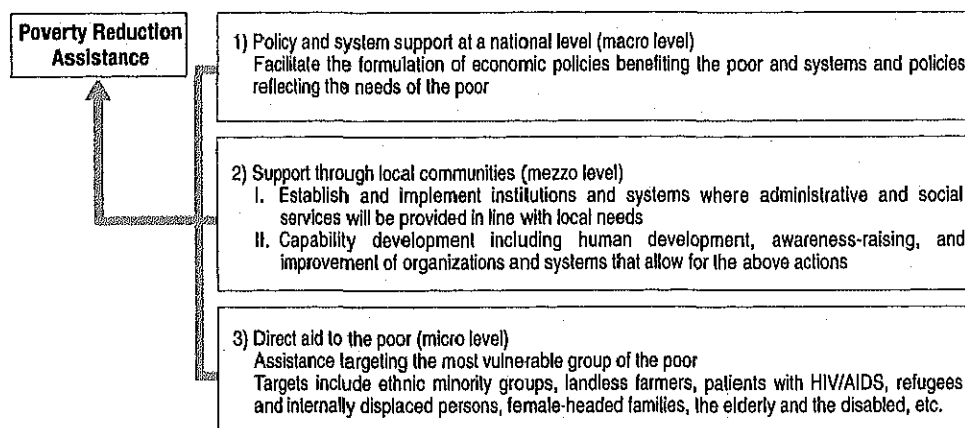 Poverty Reduction
Assistance
1) Policy and system support at a national level (macro level)
Facilitate the formulation of economic policies benefiting the poor and systems and policies
reflecting the needs of the poor
2) Support through local communities (mezzo level)
I. Establish and implement institutions and systems where administrative and social
services will be provided in line with local needs
II. Capability development including human development, awareness-raising, and
improvement of organizations and systems that allow for the above actions
3) Direct aid to the poor (micro level)
Assistance targeting the most vulnerable group of the poor
Targets include ethnic minority groups, landless farmers, patients with HIV/AIDS, refugees
and internally displaced persons, female-headed families, the elderly and the disabled, etc.